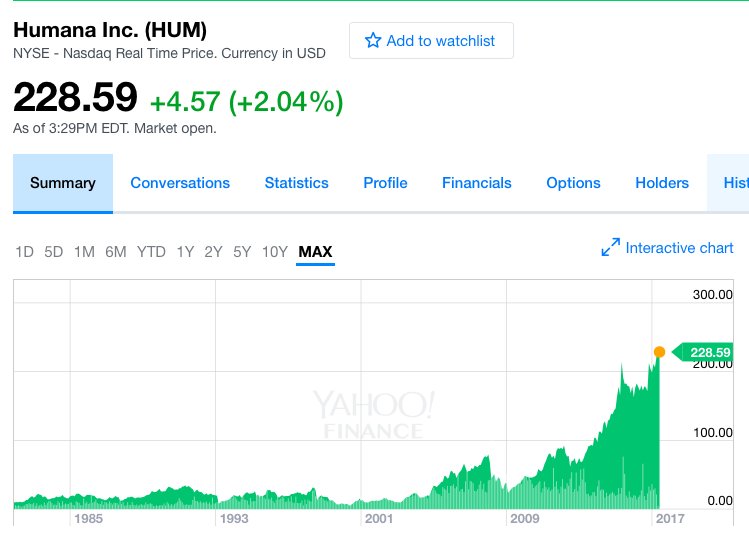 Humana Inc. (HUM)
NYSE - Nasdaq Real Time Price. Currency in USD
Add to watchlist
228.59 +4.57 (+2.04%)
As of 3:29PM EDT. Market open.
Summary Conversations Statistics Profile Financials Options Holders Hist
1D 5D 1M 6M YTD 1Y 2Y 5Y 10Y MAX
Interactive chart
300.00
228.59
200.00
YAHOO!
FINANCE
100.00
0.00
1985 1993 2001 2009 2017